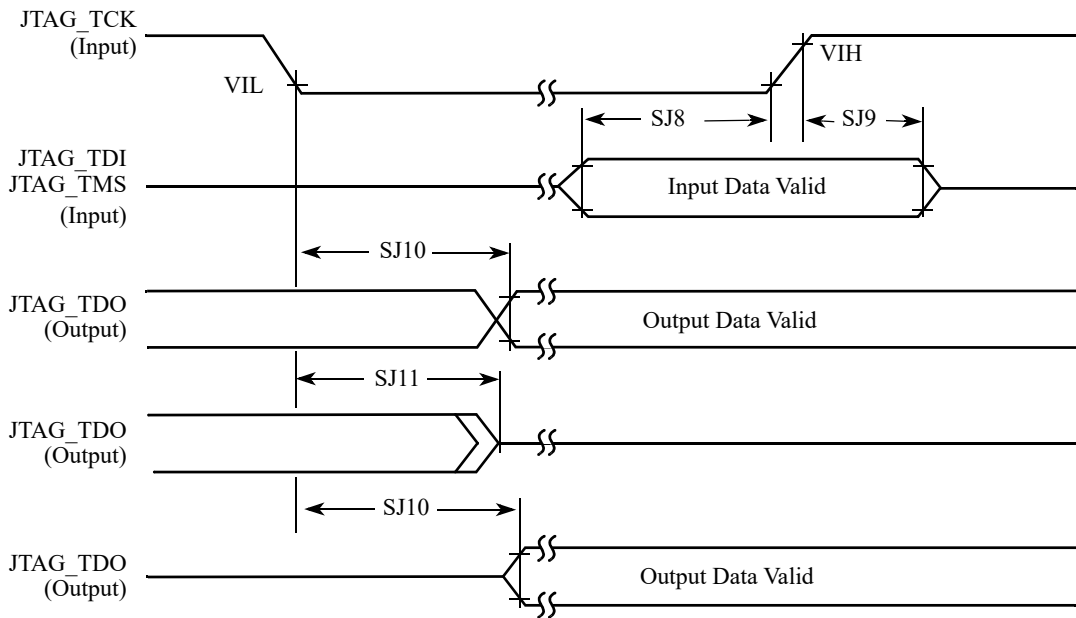 JTAG_TCK
(Input)
VIH
VIL
SJ8
SJ9
JTAG_TDI
JTAG_TMS
(Input)
Input Data Valid
SJ10
JTAG_TDO
(Output)
Output Data Valid
SJ11
JTAG_TDO
(Output)
SJ10
JTAG_TDO
(Output)
Output Data Valid